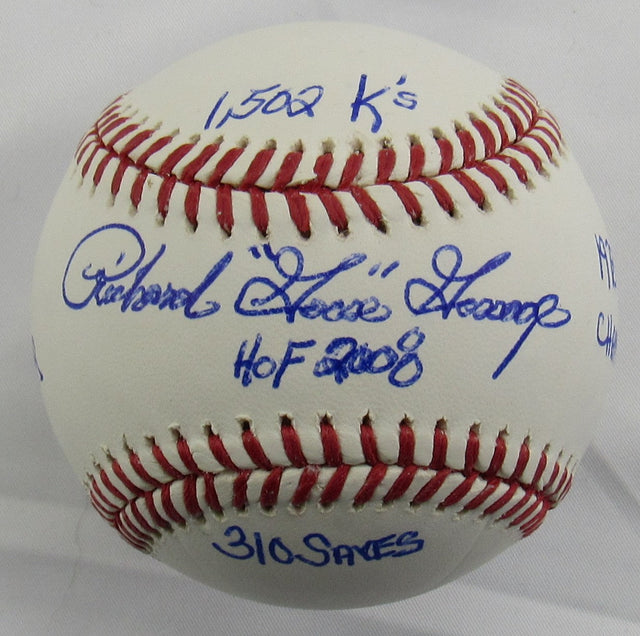 1,502 K's
Richard "Goose" Gossage
HOF 2008
310 SAVES